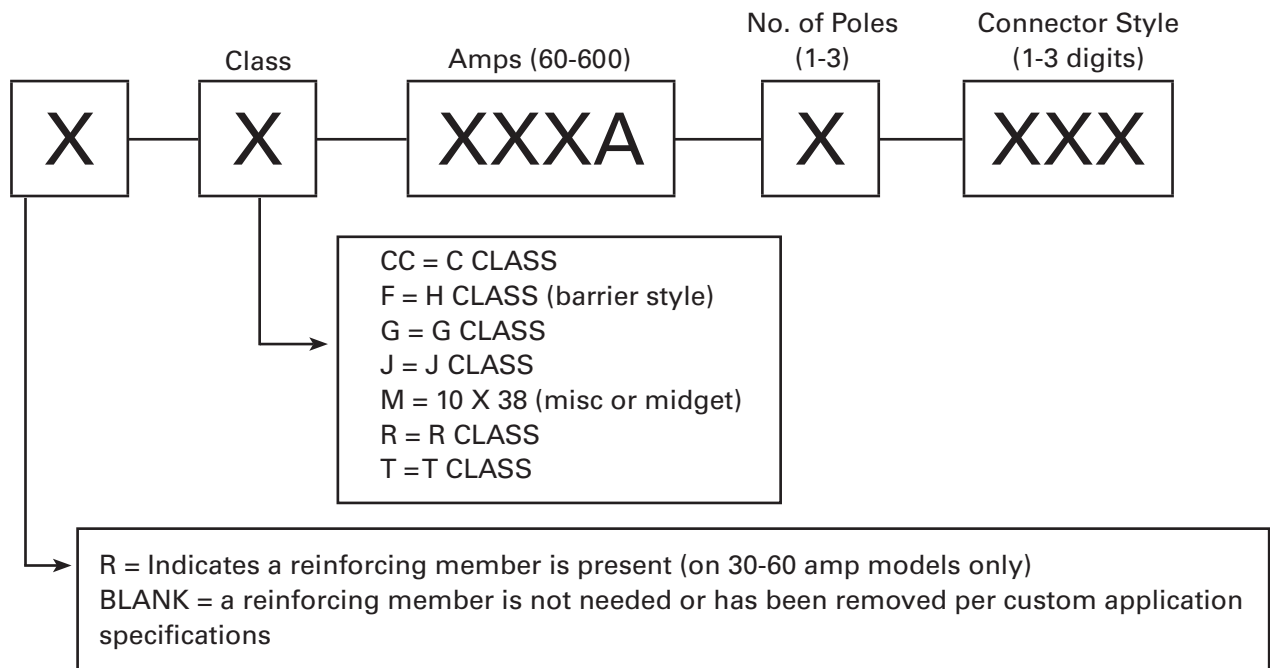 No. of Poles
(1-3)
Connector Style
(1-3 digits)
Class
Amps (60-600)
X
X
XXXA
X
XXX
CC = C CLASS
F = H CLASS (barrier style)
G = G CLASS
J = J CLASS
M = 10 X 38 (misc or midget)
R = R CLASS
T =T CLASS
R = Indicates a reinforcing member is present (on 30-60 amp models only)
BLANK = a reinforcing member is not needed or has been removed per custom application
specifications